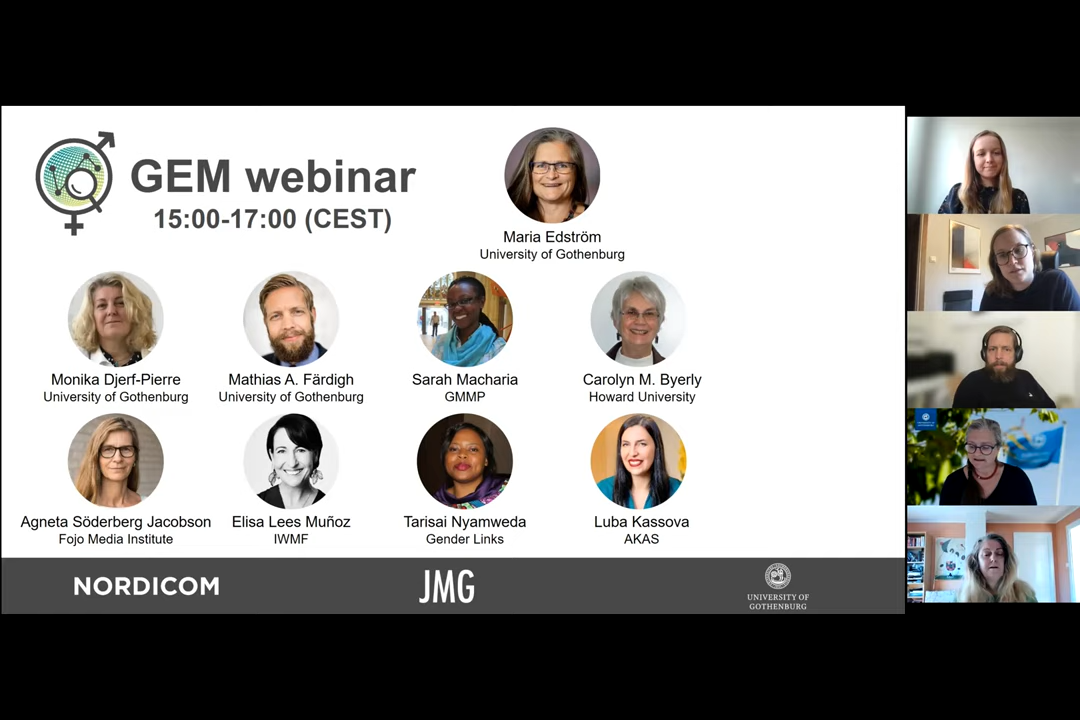 GEM webinar
15:00-17:00 (CEST)
Maria Edström
University of Gothenburg
Monika Djerf-Pierre
University of Gothenburg
Mathias A. Färdigh
University of Gothenburg
Sarah Macharia
GMMP
Carolyn M. Byerly
Howard University
Agneta Söderberg Jacobson
Fojo Media Institute
Elisa Lees Muñoz
IWMF
Tarisai Nyamweda
Gender Links
Luba Kassova
AKAS
NORDICOM
JMG
UNIVERSITY OF
GOTHENBURG